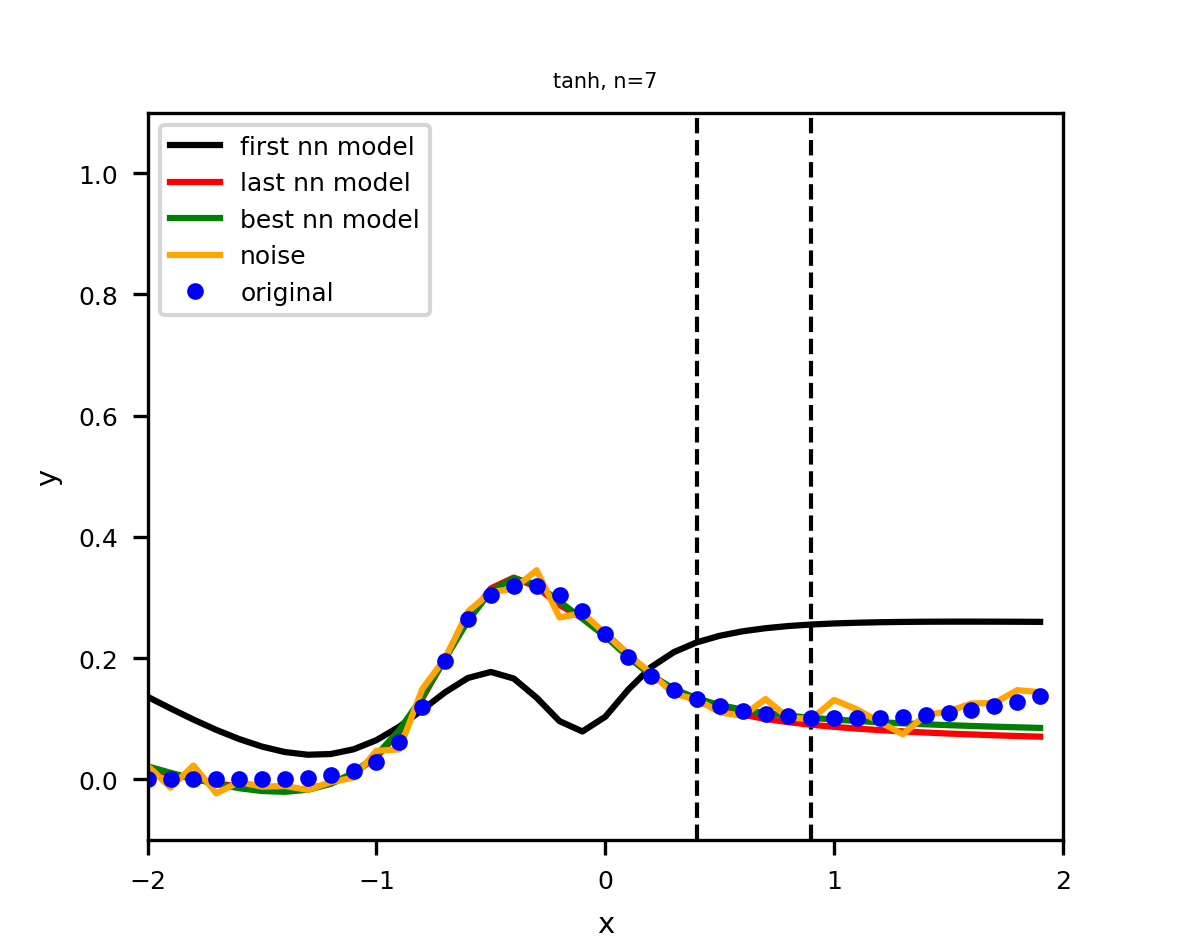 tanh, n=7
first nn model
last nn model
best nn model
noise
original
1.0
0.8
0.6
0.4
0.2
0.0
y
−2
−1
0
1
2
x